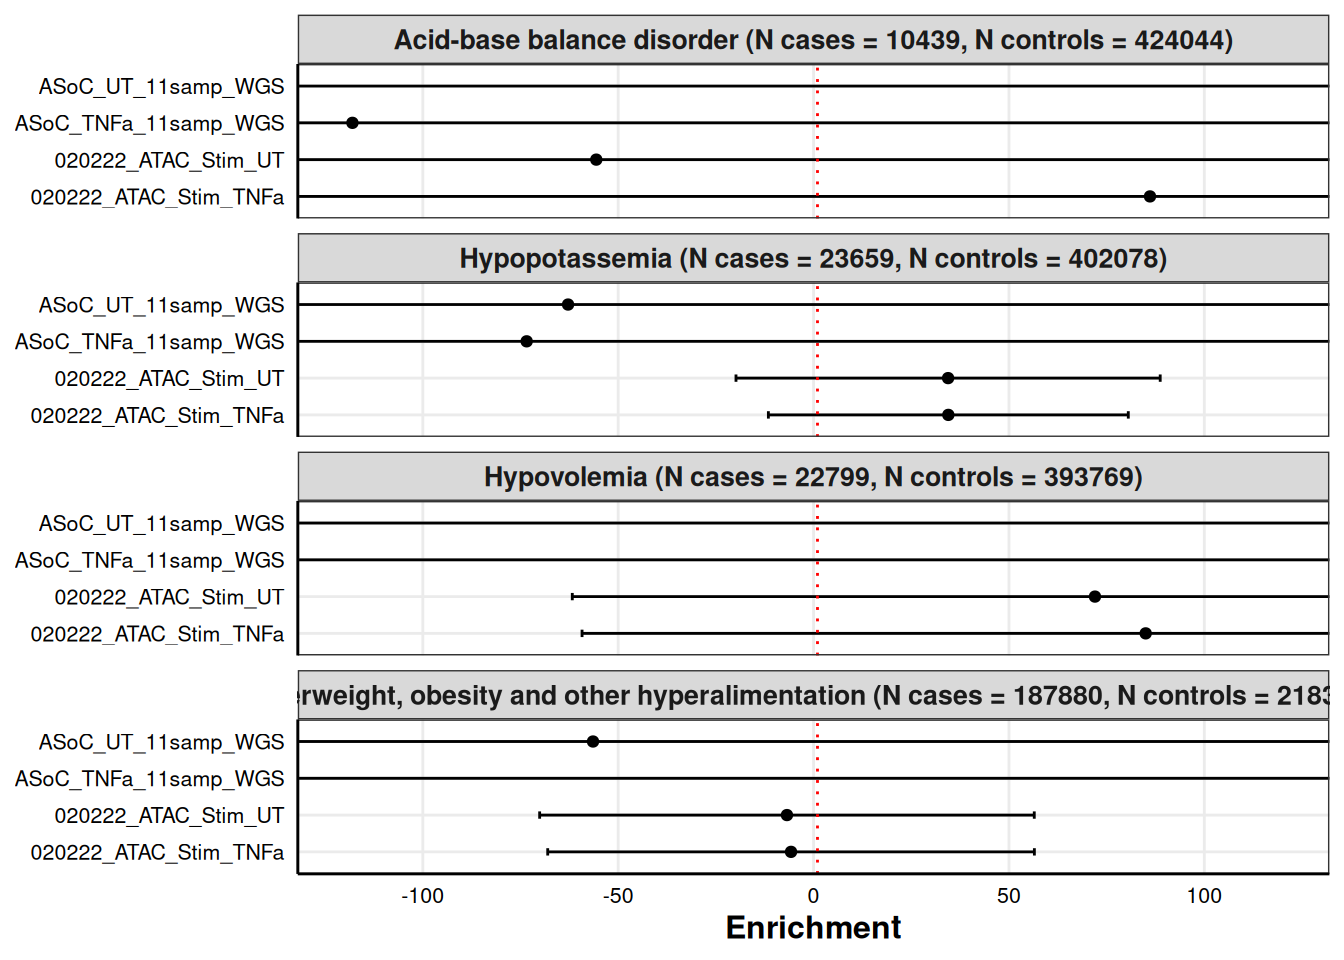 Acid-base balance disorder (N cases = 10439, N controls = 424044)
ASoC_UT_11samp_WGS
ASoC_TNFa_11samp_WGS
020222_ATAC_Stim_UT
020222_ATAC_Stim_TNFa
Hypopotassemia (N cases = 23659, N controls = 402078)
ASoC_UT_11samp_WGS
ASoC_TNFa_11samp_WGS
020222_ATAC_Stim_UT
020222_ATAC_Stim_TNFa
Hypovolemia (N cases = 22799, N controls = 393769)
ASoC_UT_11samp_WGS
ASoC_TNFa_11samp_WGS
020222_ATAC_Stim_UT
020222_ATAC_Stim_TNFa
erweight, obesity and other hyperalimentation (N cases = 187880, N controls = 2183
ASoC_UT_11samp_WGS
ASoC_TNFa_11samp_WGS
020222_ATAC_Stim_UT
020222_ATAC_Stim_TNFa
-100 -50 0 50 100
Enrichment